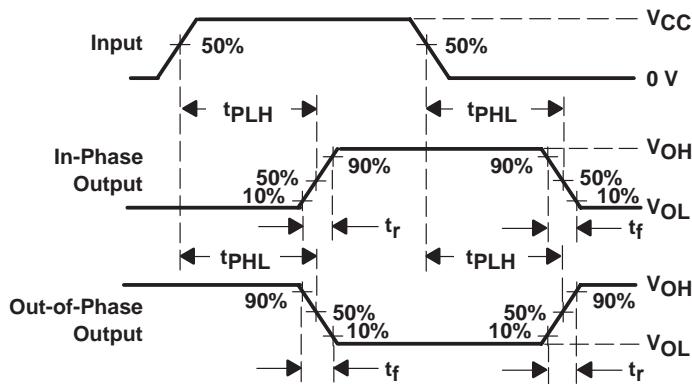 VCC
Input 50% 50%
0 V
tPLH tPHL
In-Phase Output
VOH
90% 90%
50% 50%
10% 10%
VOL
tr tf
tPHL tPLH
Out-of-Phase Output
VOH
90% 90%
50% 50%
10% 10%
VOL
tf tr